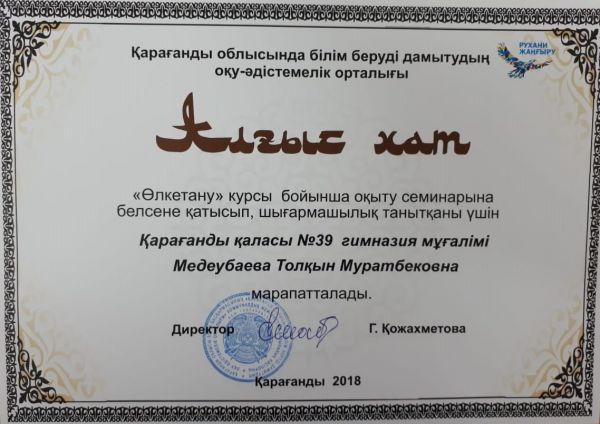 Қарағанды облысында білім беруді дамытудың
оқу-әдістемелік орталығы
РУХАНИ
ЖАҢҒЫРУ
Алғыс хат
«Өлкетану» курсы бойынша оқыту семинарына
белсене қатысып, шығармашылық танытқаны үшін
Қарағанды қаласы №39 гимназия мұғалімі
Медеубаева Толқын Муратбековна
марапатталады.
Директор Г. Қожахметова
Қарағанды 2018